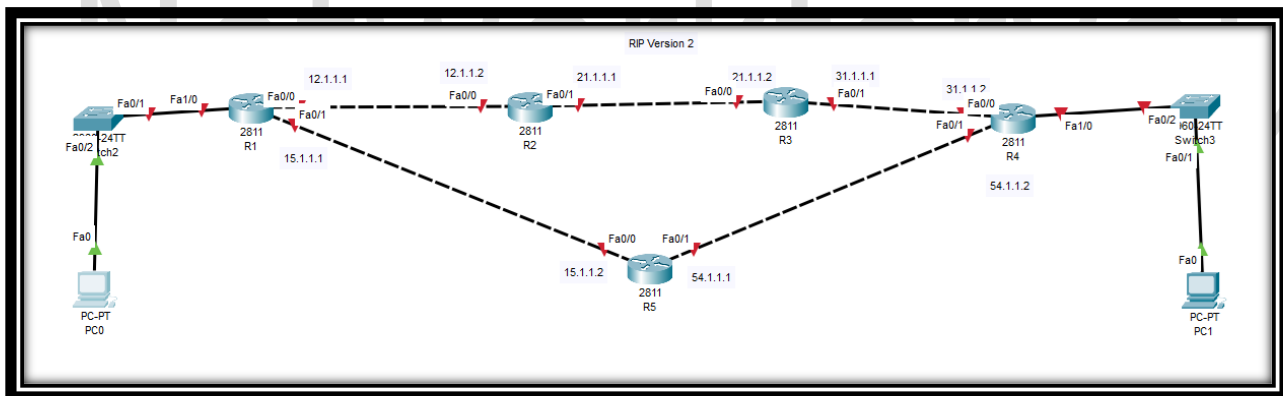 RIP Version 2
12.1.1.1
12.1.1.2
21.1.1.1
21.1.1.2
31.1.1.1
31.1.1.2
Fa0/1
Fa1/0
Fa0/0
Fa0/1
Fa0/0
Fa0/1
Fa0/0
Fa0/1
Fa0/0
Fa0/1
Fa1/0
Fa0/2
2811
R1
2811
R2
2811
R3
2811
R4
-24TT
Fa0/2
24TT
Switch3
Fa0/1
15.1.1.1
54.1.1.2
Fa0
Fa0/0
Fa0/1
Fa0
15.1.1.2
54.1.1.1
2811
R5
PC-PT
PC0
PC-PT
PC1